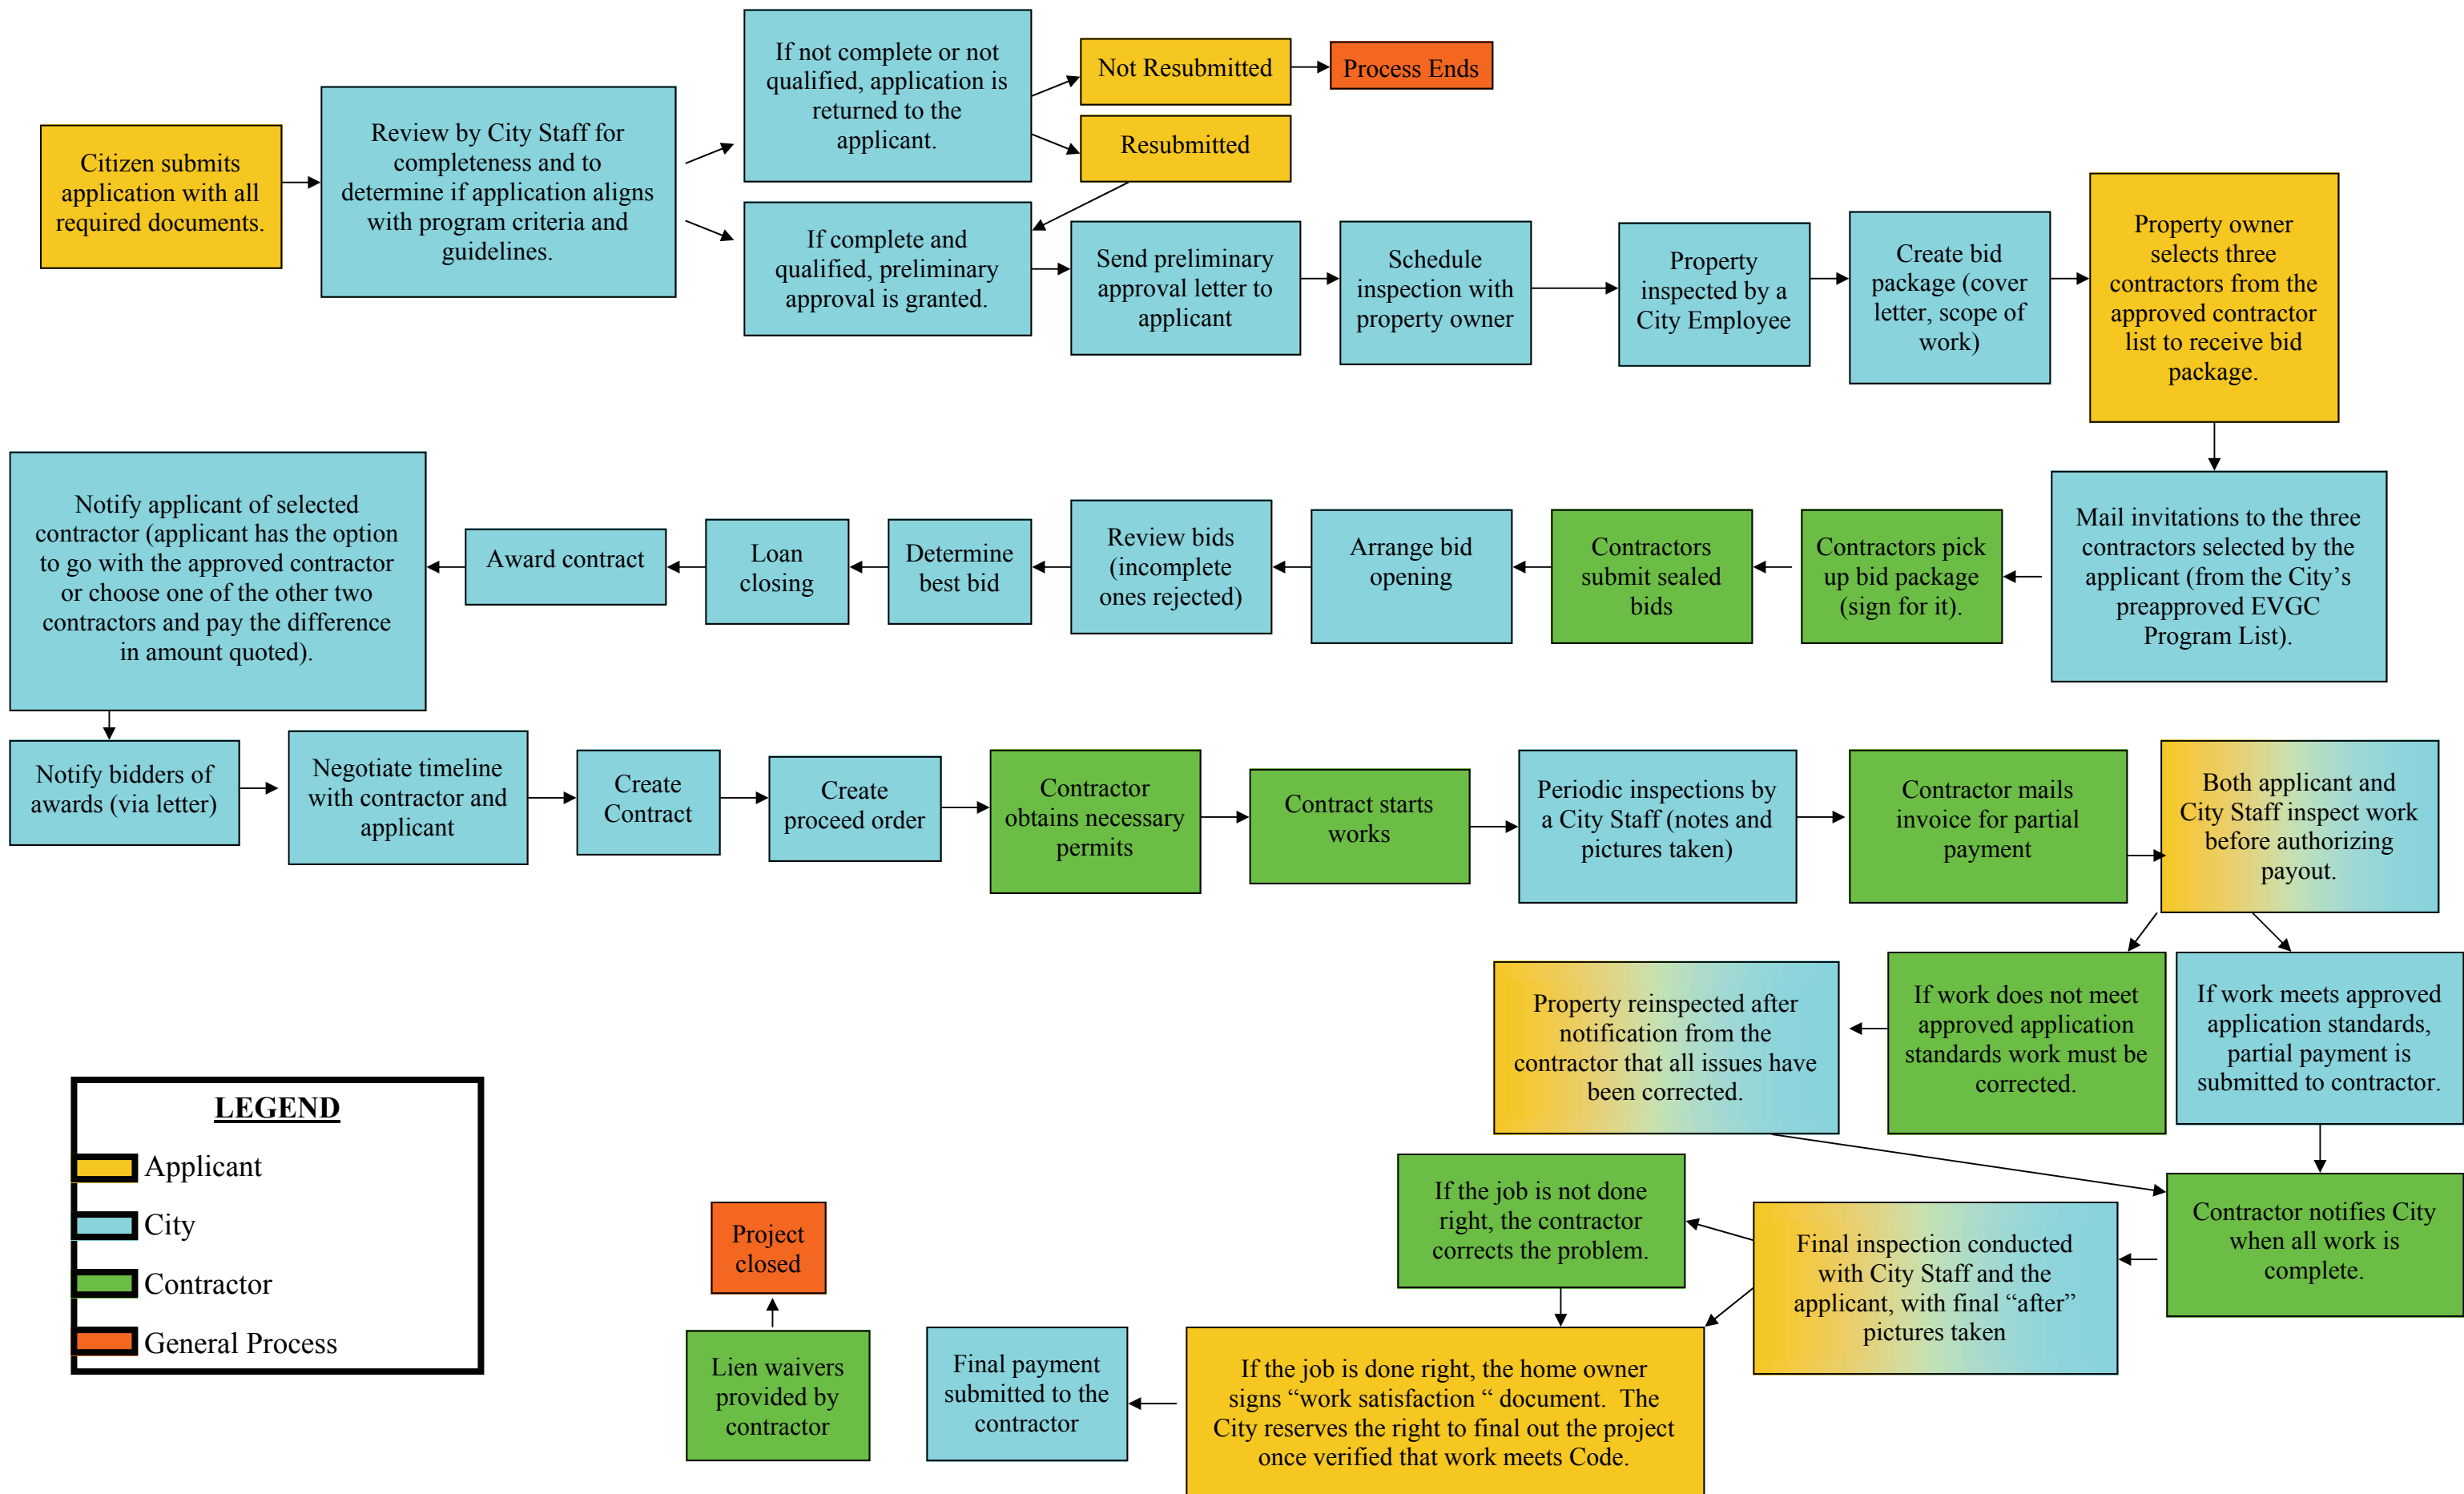 Citizen submits
application with all
required documents.
Review by City Staff for
completeness and to
determine if application aligns
with program criteria and
guidelines.
If not complete or not
qualified, application is
returned to the
applicant.
Not Resubmitted
Process Ends
Resubmitted
If complete and
qualified, preliminary
approval is granted.
Send preliminary
approval letter to
applicant
Schedule
inspection with
property owner
Property
inspected by a
City Employee
Create bid
package (cover
letter, scope of
work)
Property owner
selects three
contractors from the
approved contractor
list to receive bid
package.
Mail invitations to the three
contractors selected by the
applicant (from the City’s
preapproved EVGC
Program List).
Contractors pick
up bid package
(sign for it).
Contractors
submit sealed
bids
Arrange bid
opening
Review bids
(incomplete
ones rejected)
Determine
best bid
Loan
closing
Award contract
Notify applicant of selected
contractor (applicant has the option
to go with the approved contractor
or choose one of the other two
contractors and pay the difference
in amount quoted).
Notify bidders of
awards (via letter)
Negotiate timeline
with contractor and
applicant
Create
Contract
Create
proceed order
Contractor
obtains necessary
permits
Contract starts
works
Periodic inspections by
a City Staff (notes and
pictures taken)
Contractor mails
invoice for partial
payment
Both applicant and
City Staff inspect work
before authorizing
payout.
If work does not meet
approved application
standards work must be
corrected.
If work meets approved
application standards,
partial payment is
submitted to contractor.
Property reinspected after
notification from the
contractor that all issues have
been corrected.
Contractor notifies City
when all work is
complete.
Final inspection conducted
with City Staff and the
applicant, with final “after”
pictures taken
If the job is not done
right, the contractor
corrects the problem.
If the job is done right, the home owner
signs “work satisfaction “ document. The
City reserves the right to final out the project
once verified that work meets Code.
Final payment
submitted to the
contractor
Lien waivers
provided by
contractor
Project
closed
LEGEND
Applicant
City
Contractor
General Process